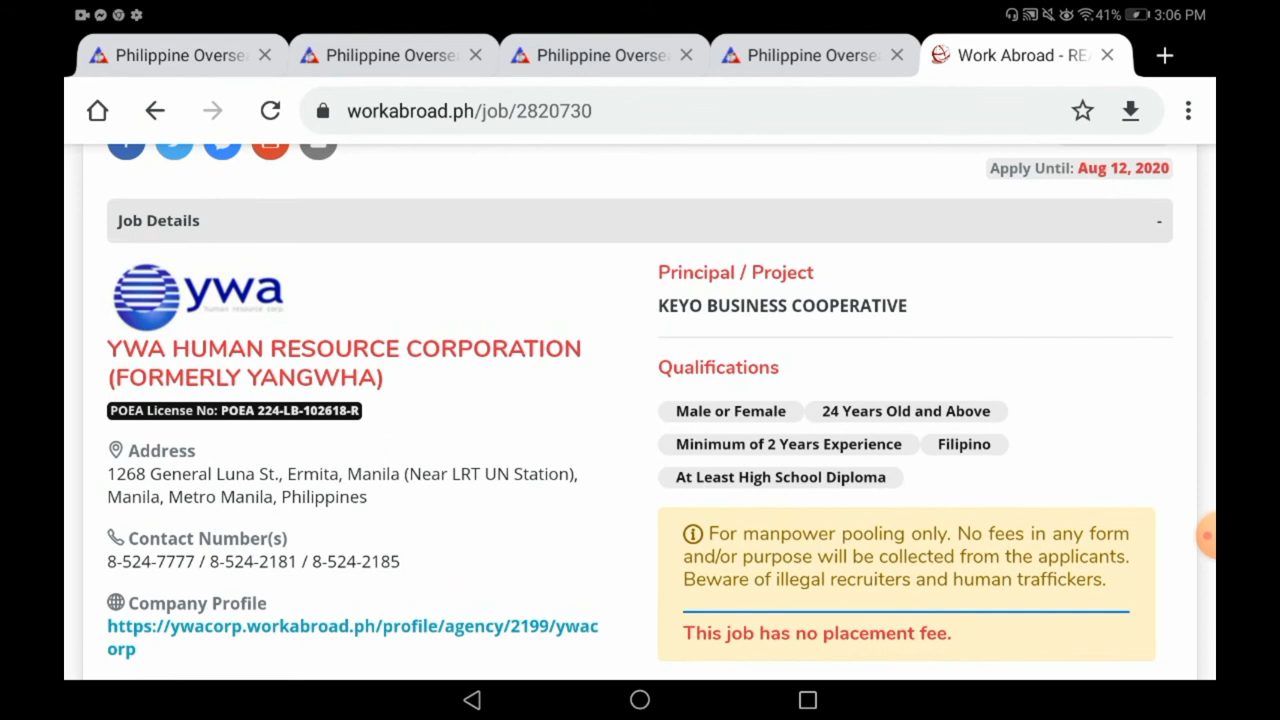 41% 3:06 PM
Philippine Overse
Philippine Overse
Philippine Overse
Philippine Overse
Work Abroad - RE
workabroad.ph/job/2820730
Apply Until: Aug 12, 2020
Job Details
-
ywa
human resource corp.
YWA HUMAN RESOURCE CORPORATION
(FORMERLY YANGWHA)
POEA License No: POEA 224-LB-102618-R
Address
1268 General Luna St., Ermita, Manila (Near LRT UN Station),
Manila, Metro Manila, Philippines
Contact Number(s)
8-524-7777 / 8-524-2181 / 8-524-2185
Company Profile
https://ywacorp.workabroad.ph/profile/agency/2199/ywac
orp
Principal / Project
KEYO BUSINESS COOPERATIVE
Qualifications
Male or Female
24 Years Old and Above
Minimum of 2 Years Experience
Filipino
At Least High School Diploma
For manpower pooling only. No fees in any form
and/or purpose will be collected from the applicants.
Beware of illegal recruiters and human traffickers.
This job has no placement fee.